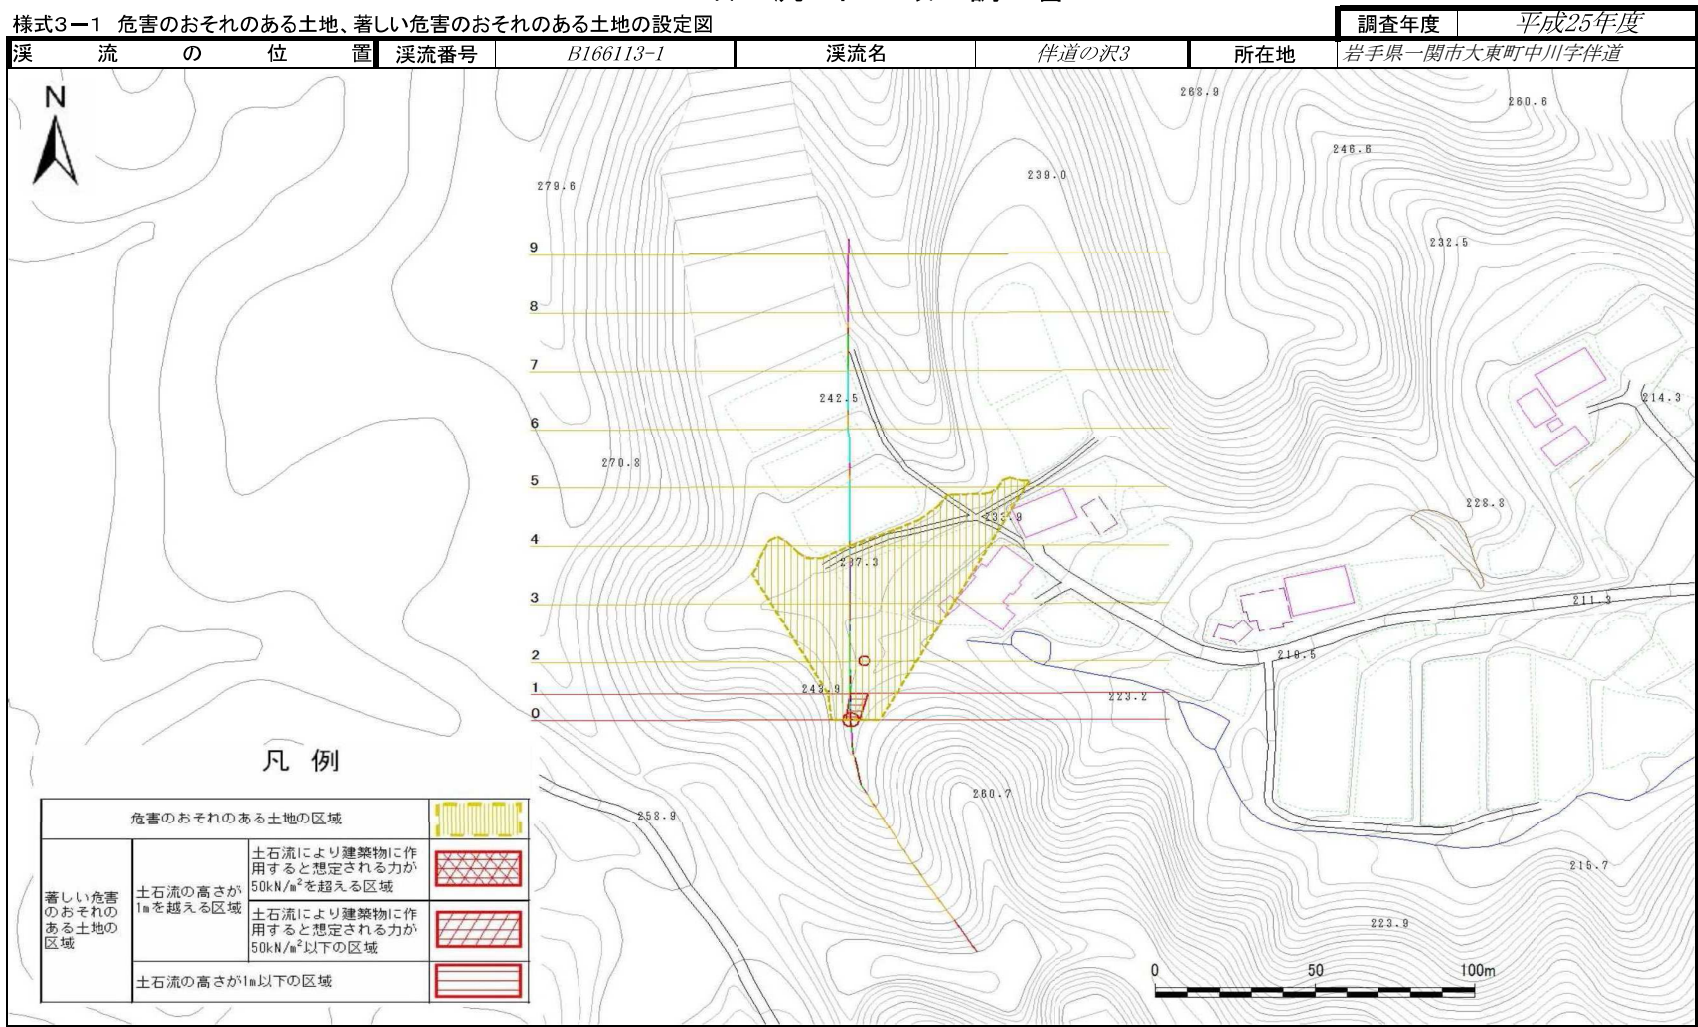 様式3-1 危害のおそれのある土地、著しい危害のおそれのある土地の設定図
調査年度 平成25年度
渓流の位置 渓流番号 B166113-1 渓流名 伴道の沢3 所在地 岩手県一関市大東町中川字伴道
N
268.9
260.6
246.6
239.0
279.6
232.5
9
8
7
242.5
214.3
6
270.8
5
228.8
233.9
4
237.3
3
211.3
2
210.5
1
243.9
223.2
0
260.7
258.9
215.7
223.9
0 50 100m
凡 例
危害のおそれのある土地の区域
著しい危害のおそれのある土地の区域
土石流の高さが
1mを越える区域
土石流により建築物に作
用すると想定される力が
50kN/m²を超える区域
土石流により建築物に作
用すると想定される力が
50kN/m²以下の区域
土石流の高さが1m以下の区域